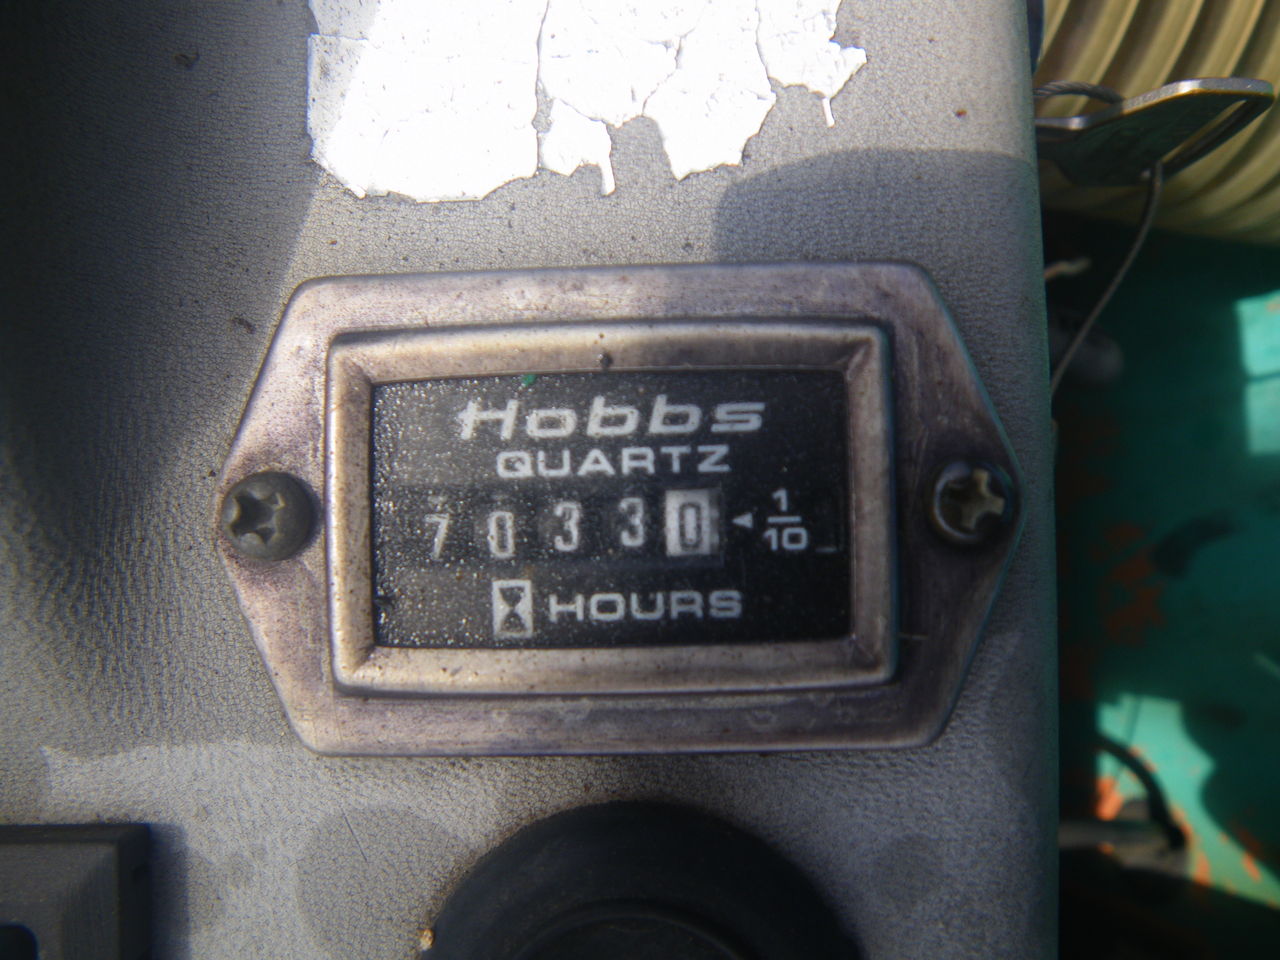 Hobbs
QUARTZ
70330 ◄ 1/10
HOURS